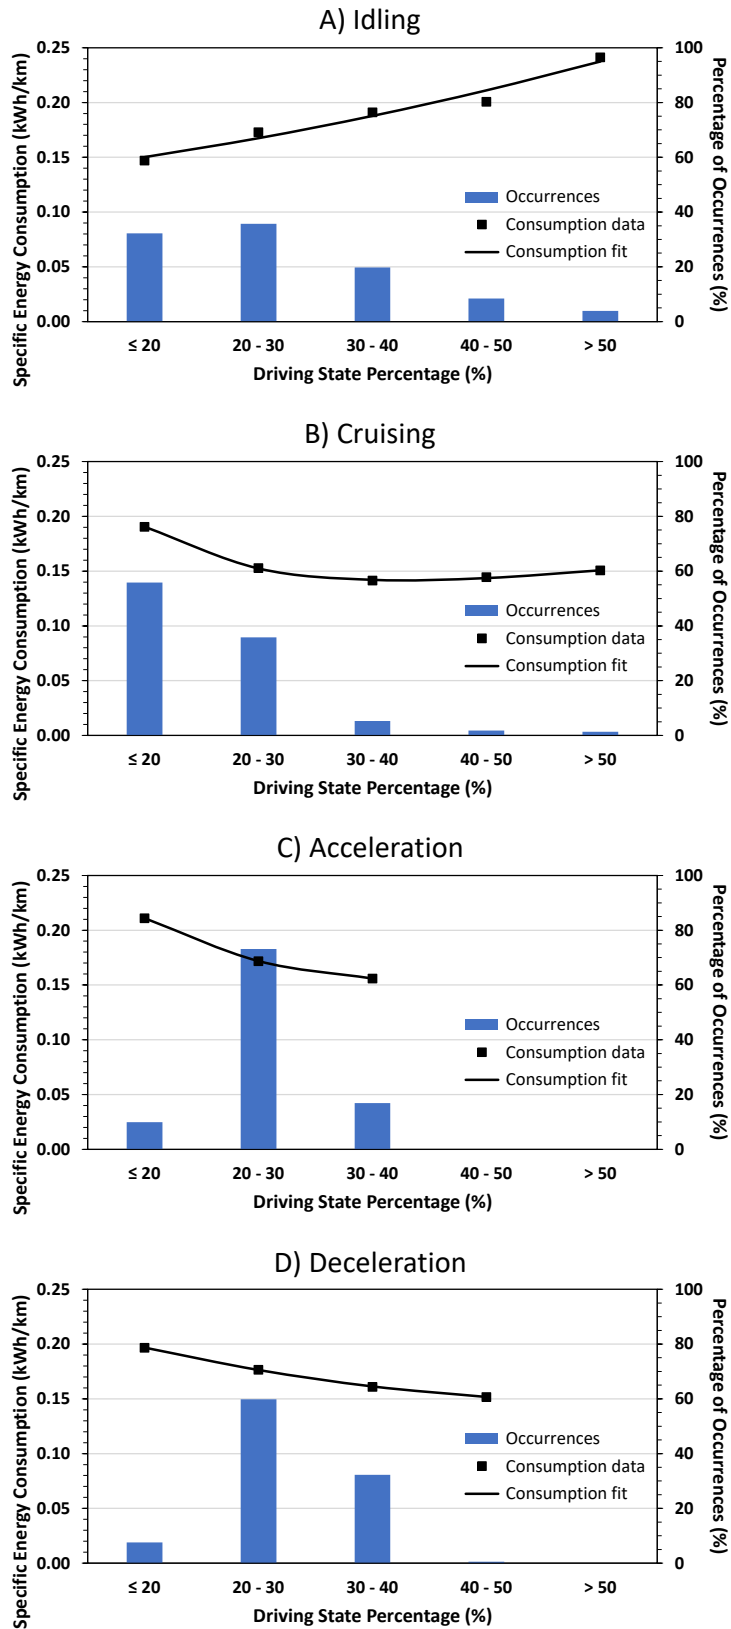 A) Idling
Specific Energy Consumption (kWh/km)
0.25
0.20
0.15
0.10
0.05
0.00
100
80
60
40
20
0
Percentage of Occurrences (%)
Occurrences
Consumption data
Consumption fit
≤ 20 20 - 30 30 - 40 40 - 50 > 50
Driving State Percentage (%)
B) Cruising
Specific Energy Consumption (kWh/km)
0.25
0.20
0.15
0.10
0.05
0.00
100
80
60
40
20
0
Percentage of Occurrences (%)
Occurrences
Consumption data
Consumption fit
≤ 20 20 - 30 30 - 40 40 - 50 > 50
Driving State Percentage (%)
C) Acceleration
Specific Energy Consumption (kWh/km)
0.25
0.20
0.15
0.10
0.05
0.00
100
80
60
40
20
0
Percentage of Occurrences (%)
Occurrences
Consumption data
Consumption fit
≤ 20 20 - 30 30 - 40 40 - 50 > 50
Driving State Percentage (%)
D) Deceleration
Specific Energy Consumption (kWh/km)
0.25
0.20
0.15
0.10
0.05
0.00
100
80
60
40
20
0
Percentage of Occurrences (%)
Occurrences
Consumption data
Consumption fit
≤ 20 20 - 30 30 - 40 40 - 50 > 50
Driving State Percentage (%)